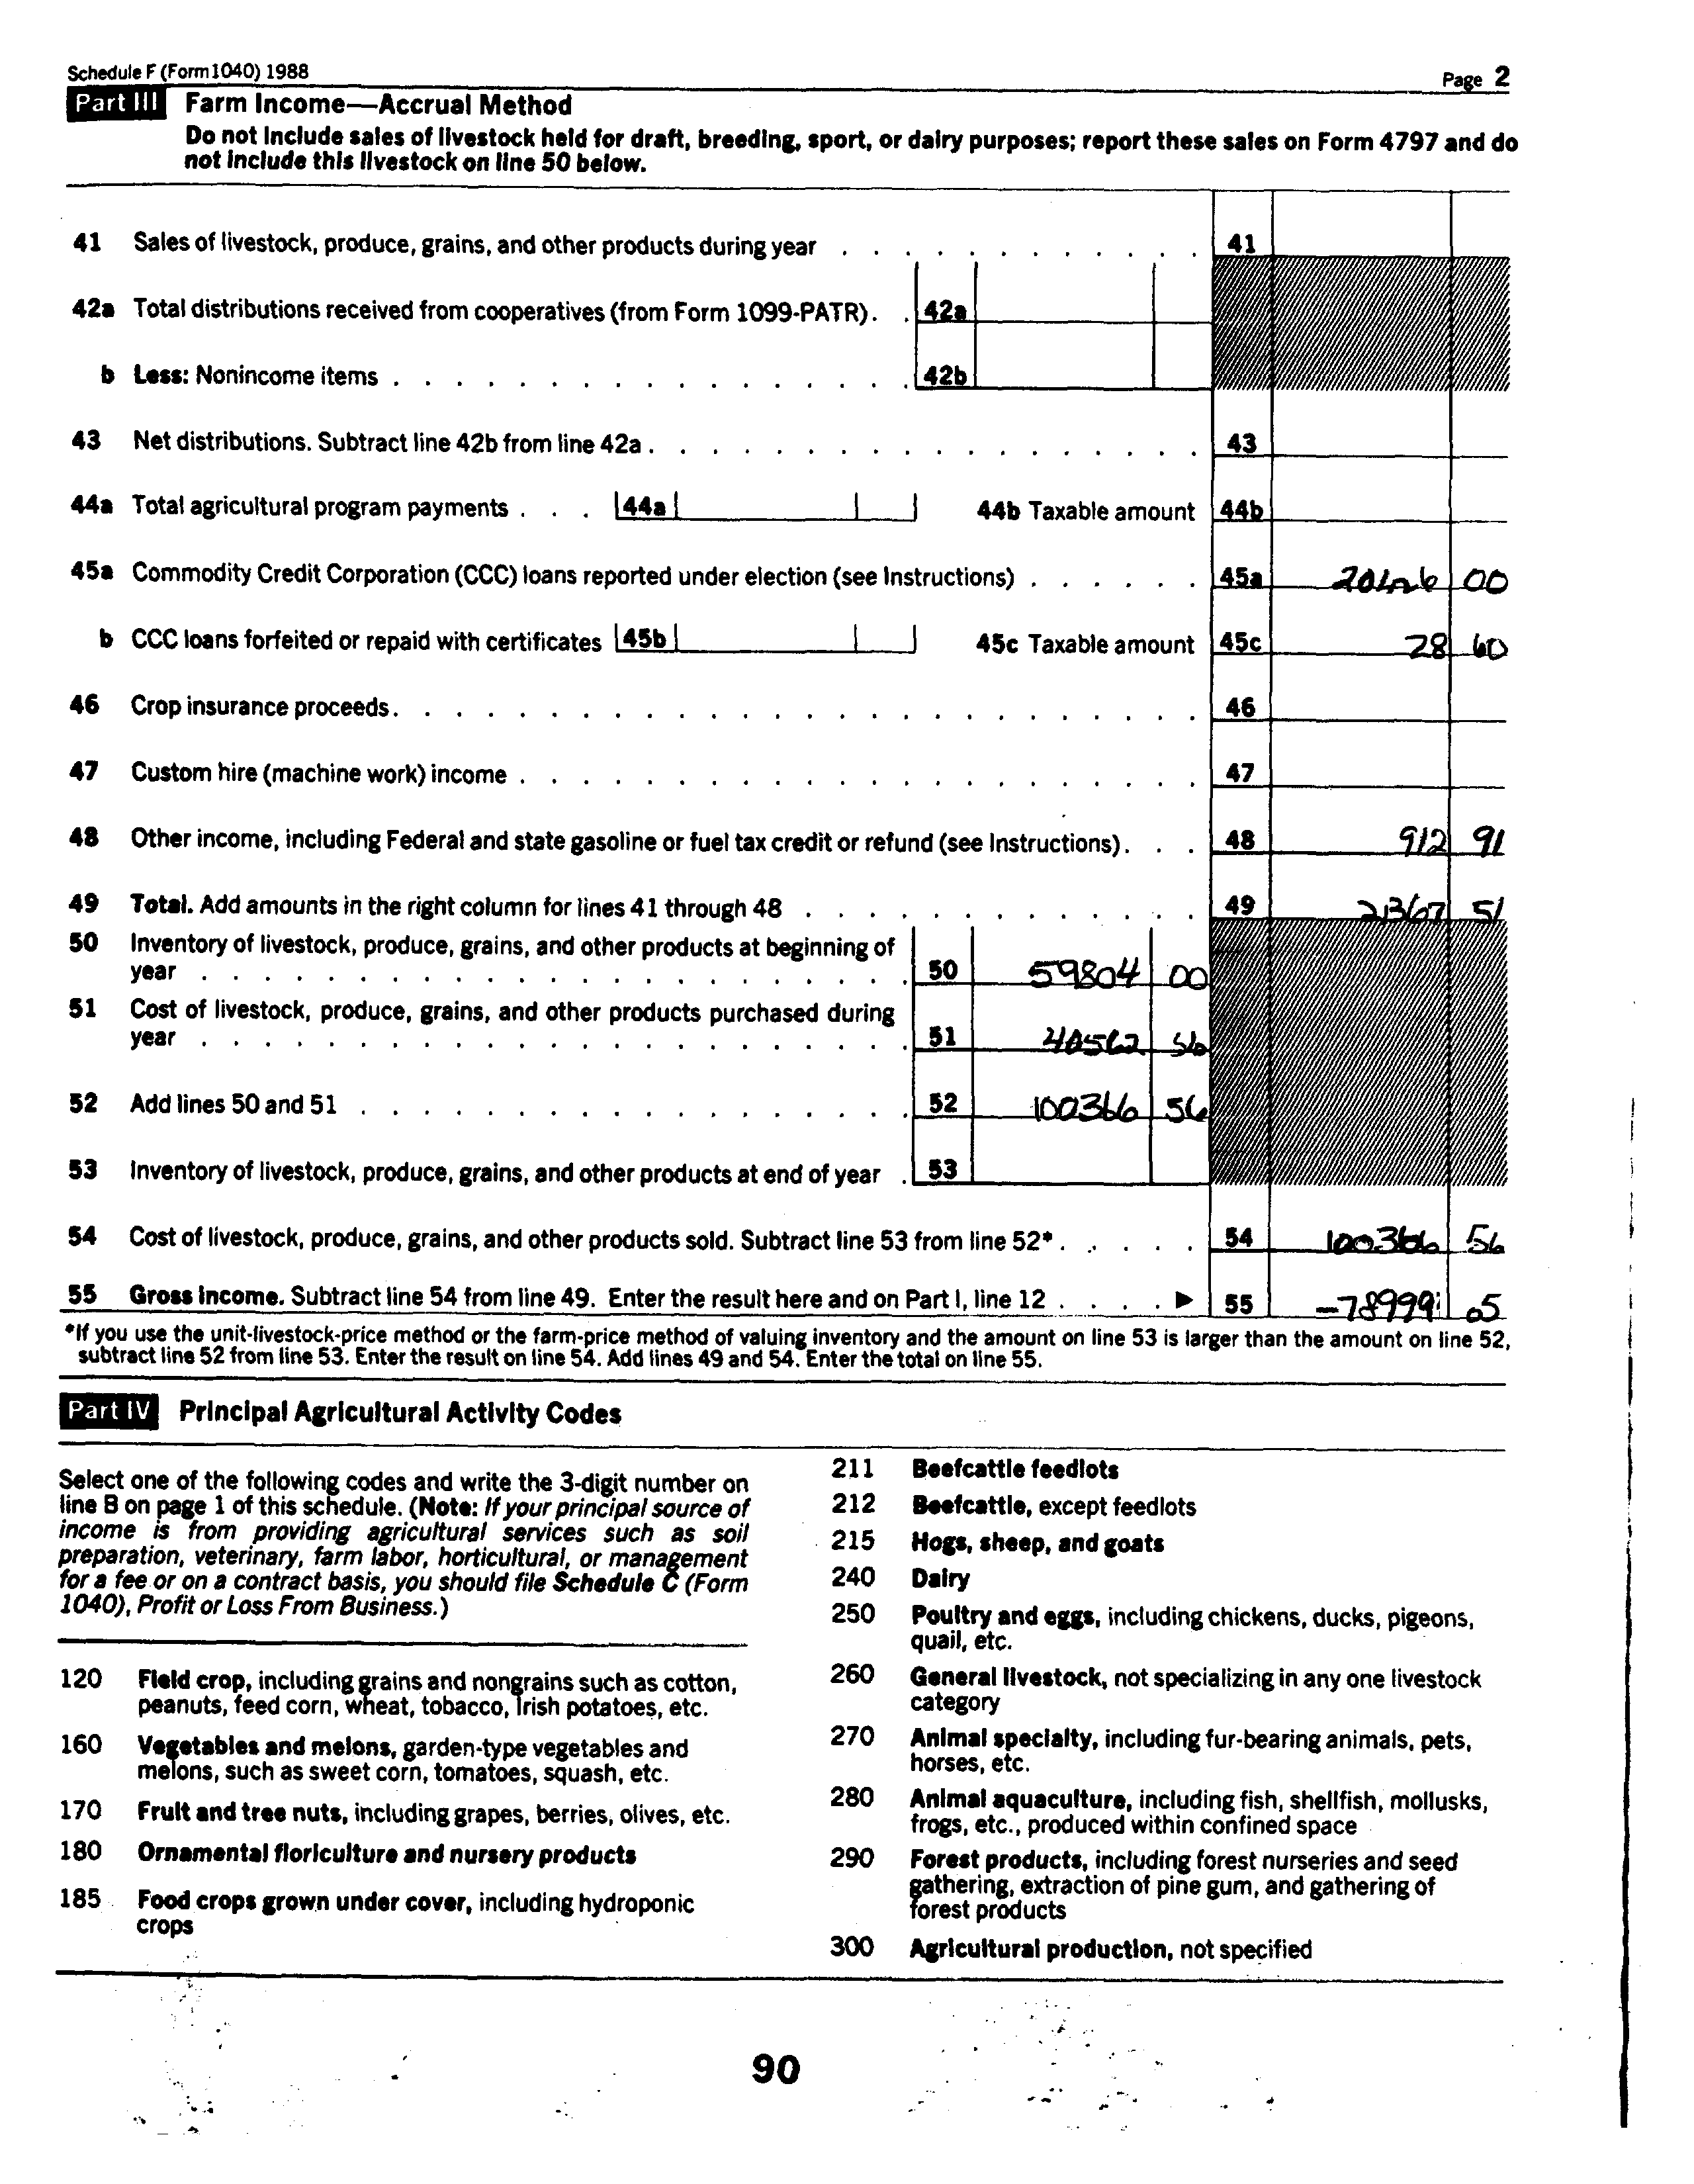 Schedule F (Form 1040) 1988 Page 2
Part III Farm Income—Accrual Method
Do not include sales of livestock held for draft, breeding, sport, or dairy purposes; report these sales on Form 4797 and do
not include this livestock on line 50 below.
41 Sales of livestock, produce, grains, and other products during year 41
42a Total distributions received from cooperatives (from Form 1099-PATR) 42a
b Less: Nonincome items 42b
43 Net distributions. Subtract line 42b from line 42a 43
44a Total agricultural program payments 44a 44b Taxable amount 44b
45a Commodity Credit Corporation (CCC) loans reported under election (see Instructions) 45a 20426 00
b CCC loans forfeited or repaid with certificates 45b 45c Taxable amount 45c 28 60
46 Crop insurance proceeds 46
47 Custom hire (machine work) income 47
48 Other income, including Federal and state gasoline or fuel tax credit or refund (see Instructions) 48 912 91
49 Total. Add amounts in the right column for lines 41 through 48 49 21367 51
50 Inventory of livestock, produce, grains, and other products at beginning of
year 50 59804 00
51 Cost of livestock, produce, grains, and other products purchased during
year 51 40562 56
52 Add lines 50 and 51 52 100366 56
53 Inventory of livestock, produce, grains, and other products at end of year 53
54 Cost of livestock, produce, grains, and other products sold. Subtract line 53 from line 52* 54 100366 56
55 Gross Income. Subtract line 54 from line 49. Enter the result here and on Part I, line 12 ▶ 55 -78999 05
*If you use the unit-livestock-price method or the farm-price method of valuing inventory and the amount on line 53 is larger than the amount on line 52,
subtract line 52 from line 53. Enter the result on line 54. Add lines 49 and 54. Enter the total on line 55.
Part IV Principal Agricultural Activity Codes
Select one of the following codes and write the 3-digit number on
line B on page 1 of this schedule. (Note: If your principal source of
income is from providing agricultural services such as soil
preparation, veterinary, farm labor, horticultural, or management
for a fee or on a contract basis, you should file Schedule C (Form
1040), Profit or Loss From Business.)
120 Field crop, including grains and nongrains such as cotton,
peanuts, feed corn, wheat, tobacco, Irish potatoes, etc.
160 Vegetables and melons, garden-type vegetables and
melons, such as sweet corn, tomatoes, squash, etc.
170 Fruit and tree nuts, including grapes, berries, olives, etc.
180 Ornamental floriculture and nursery products
185 Food crops grown under cover, including hydroponic
crops
211 Beefcattle feedlots
212 Beefcattle, except feedlots
215 Hogs, sheep, and goats
240 Dairy
250 Poultry and eggs, including chickens, ducks, pigeons,
quail, etc.
260 General livestock, not specializing in any one livestock
category
270 Animal specialty, including fur-bearing animals, pets,
horses, etc.
280 Animal aquaculture, including fish, shellfish, mollusks,
frogs, etc., produced within confined space
290 Forest products, including forest nurseries and seed
gathering, extraction of pine gum, and gathering of
forest products
300 Agricultural production, not specified
90